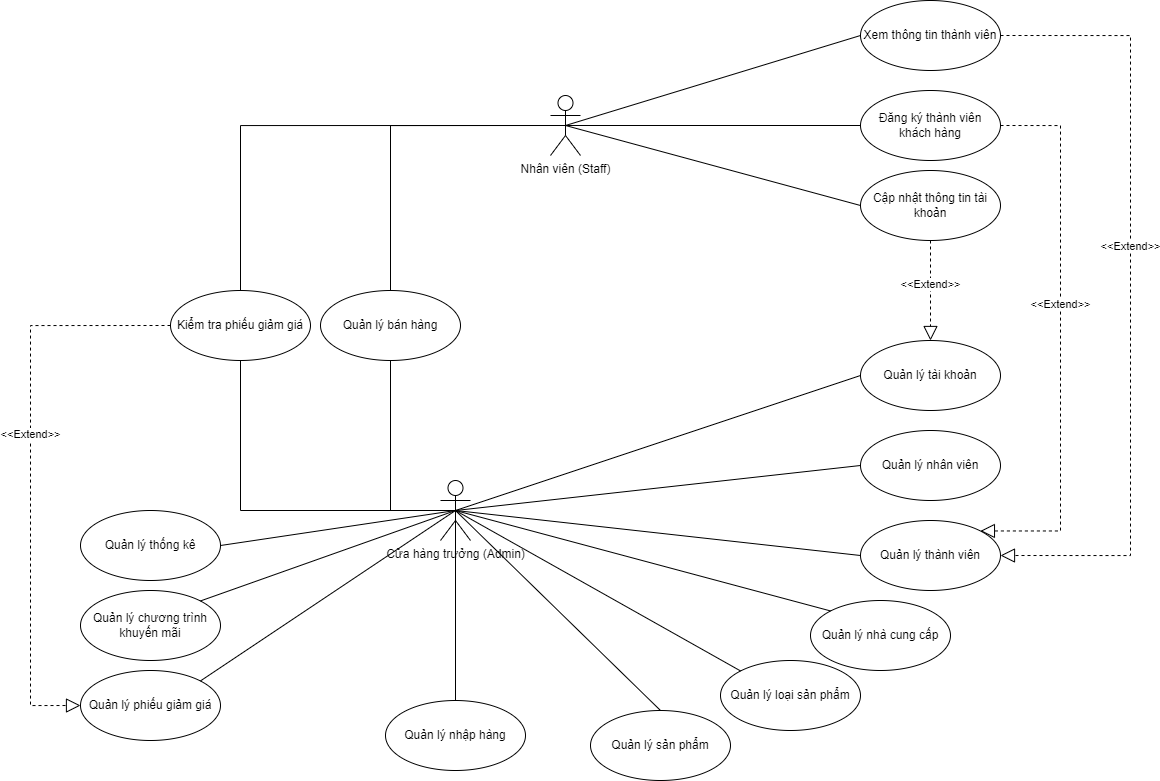 Xem thông tin thành viên
Đăng ký thành viên
khách hàng
Nhân viên (Staff)
Cập nhật thông tin tài
khoản
<<Extend>>
<<Extend>>
<<Extend>>
Kiểm tra phiếu giảm giá
Quản lý bán hàng
Quản lý tài khoản
<<Extend>>
Quản lý nhân viên
Quản lý thống kê
Cửa hàng trưởng (Admin)
Quản lý thành viên
Quản lý chương trình
khuyến mãi
Quản lý nhà cung cấp
Quản lý phiếu giảm giá
Quản lý loại sản phẩm
Quản lý nhập hàng
Quản lý sản phẩm